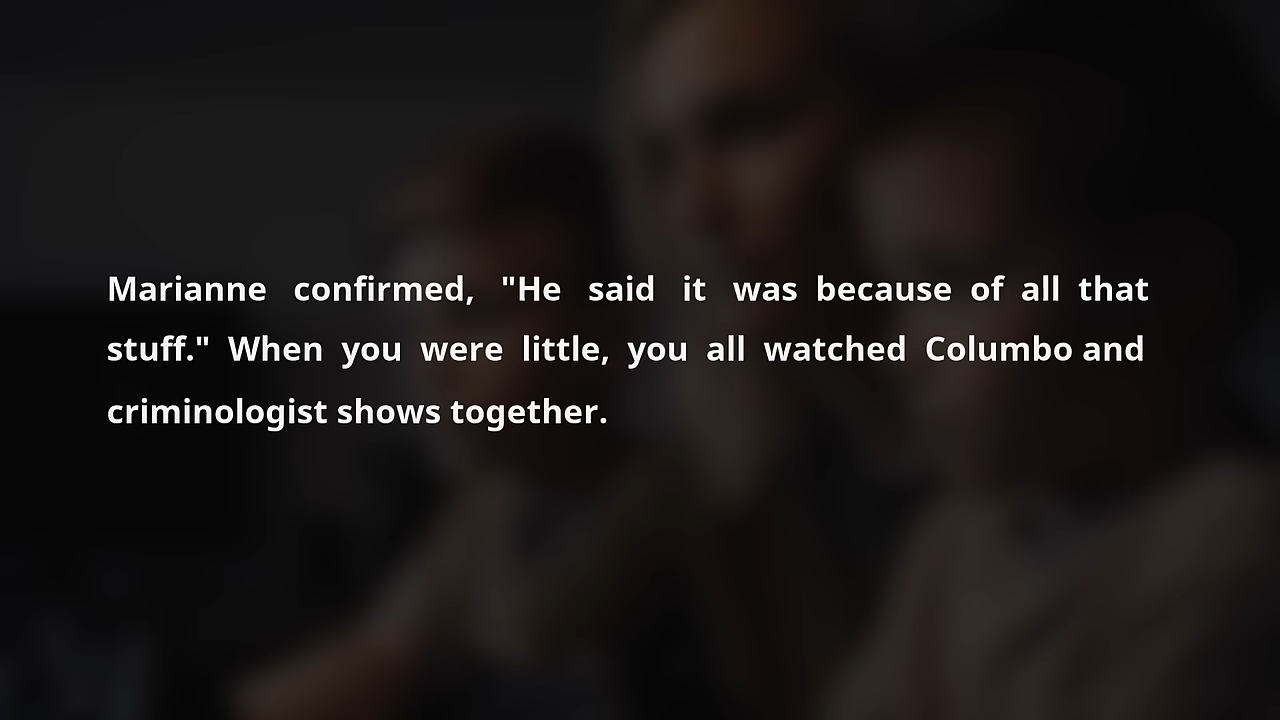 Marianne confirmed, "He said it was because of all that
stuff." When you were little, you all watched Columbo and
criminologist shows together.